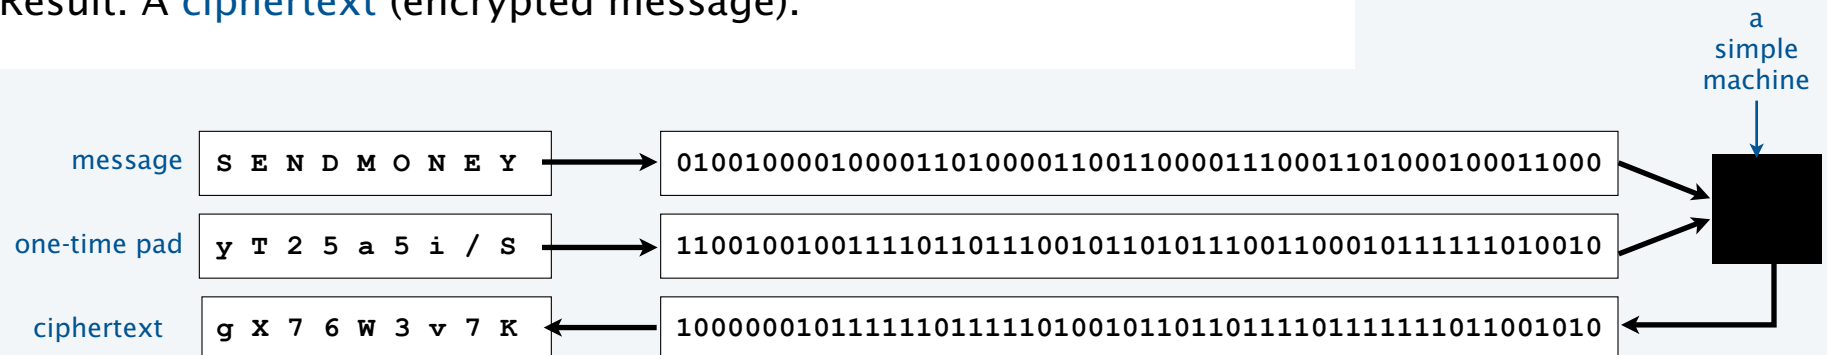 Result. A ciphertext (encrypted message).
a
simple
machine
message S E N D M O N E Y 010010000100001101000011001100001110001101000100011000
one-time pad y T 2 5 a 5 i / S 110010010011110110111001011010111001100010111111010010
ciphertext g X 7 6 W 3 v 7 K 100000010111111011111010010110110111101111111011001010